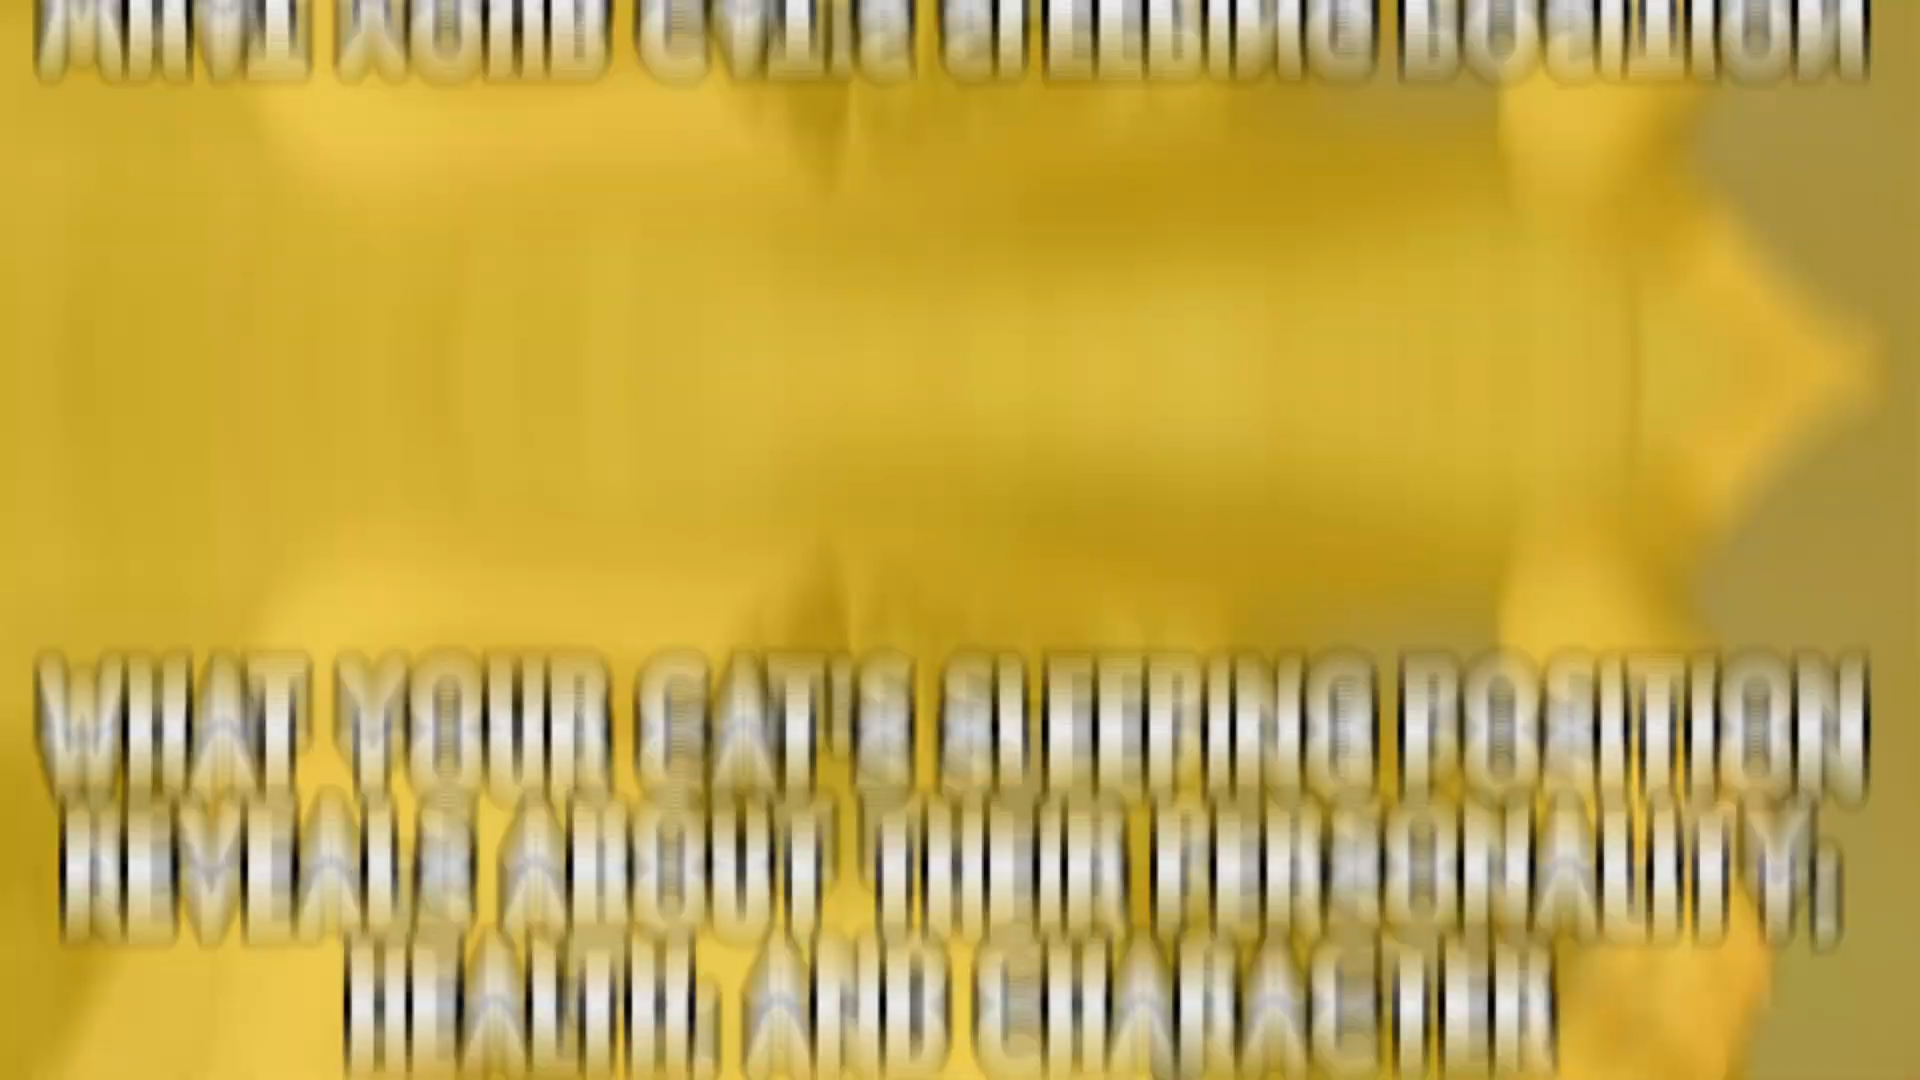 WHAT YOUR CAT'S SLEEPING POSITION
REVEALS ABOUT THEIR PERSONALITY,
HEALTH, AND CHARACTER